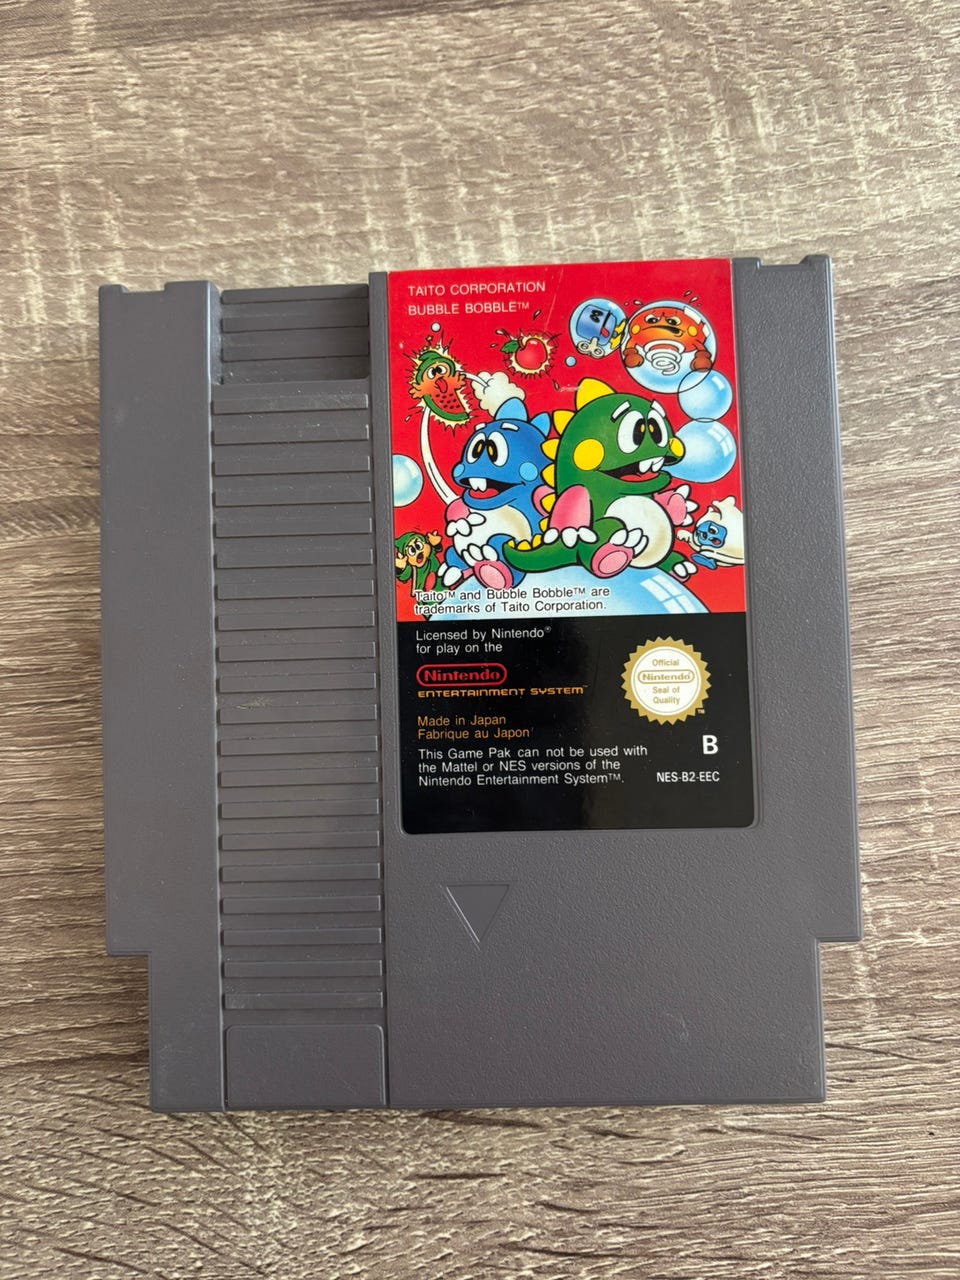 TAITO CORPORATION
BUBBLE BOBBLE™
Taito™ and Bubble Bobble™ are
trademarks of Taito Corporation.
Licensed by Nintendo®
for play on the
Nintendo
ENTERTAINMENT SYSTEM™
Official
Nintendo
Seal of
Quality
TM
Made in Japan
Fabrique au Japon
B
This Game Pak can not be used with
the Mattel or NES versions of the
Nintendo Entertainment System™.
NES-B2-EEC